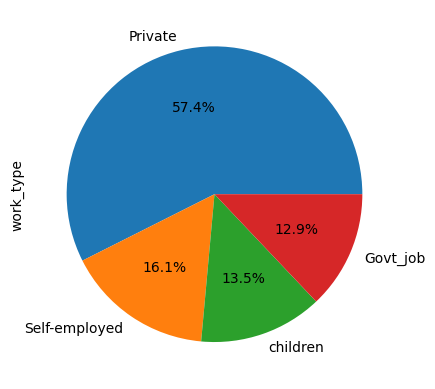 Private
57.4%
work_type
12.9%
Govt_job
16.1%
13.5%
Self-employed
children